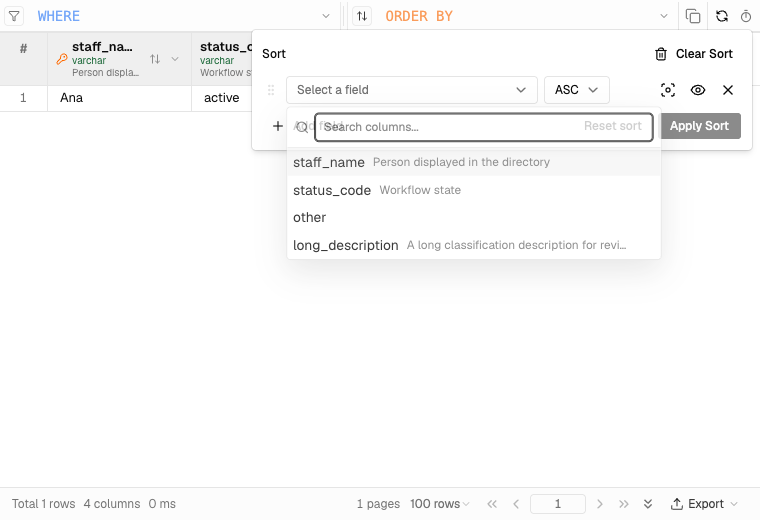 WHERE
ORDER BY
#
staff_na...
varchar
Person displa...
status_c
varchar
Workflow s
1
Ana
active
Sort
Clear Sort
Select a field
ASC
Search columns...
Reset sort
Apply Sort
staff_name Person displayed in the directory
status_code Workflow state
other
long_description A long classification description for revi...
Total 1 rows 4 columns 0 ms
1 pages 100 rows
1
Export